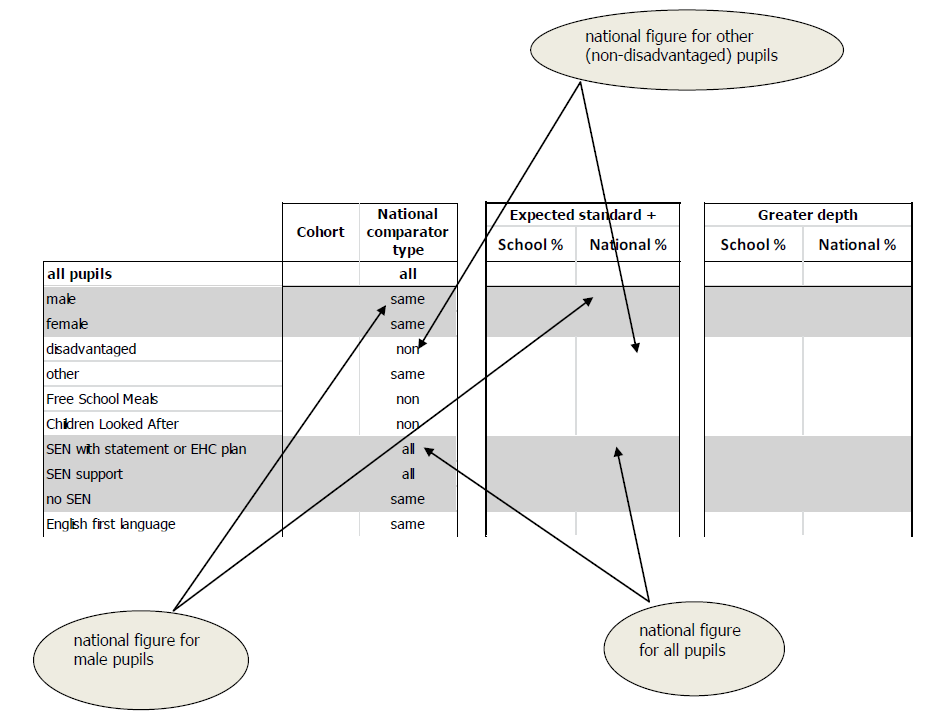 national figure for other
(non-disadvantaged) pupils
Cohort
National
comparator
type
Expected standard +
School %
National %
Greater depth
School %
National %
all pupils all
male same
female same
disadvantaged non
other same
Free School Meals non
Children Looked After non
SEN with statement or EHC plan all
SEN support all
no SEN same
English first language same
national figure for
male pupils
national figure
for all pupils